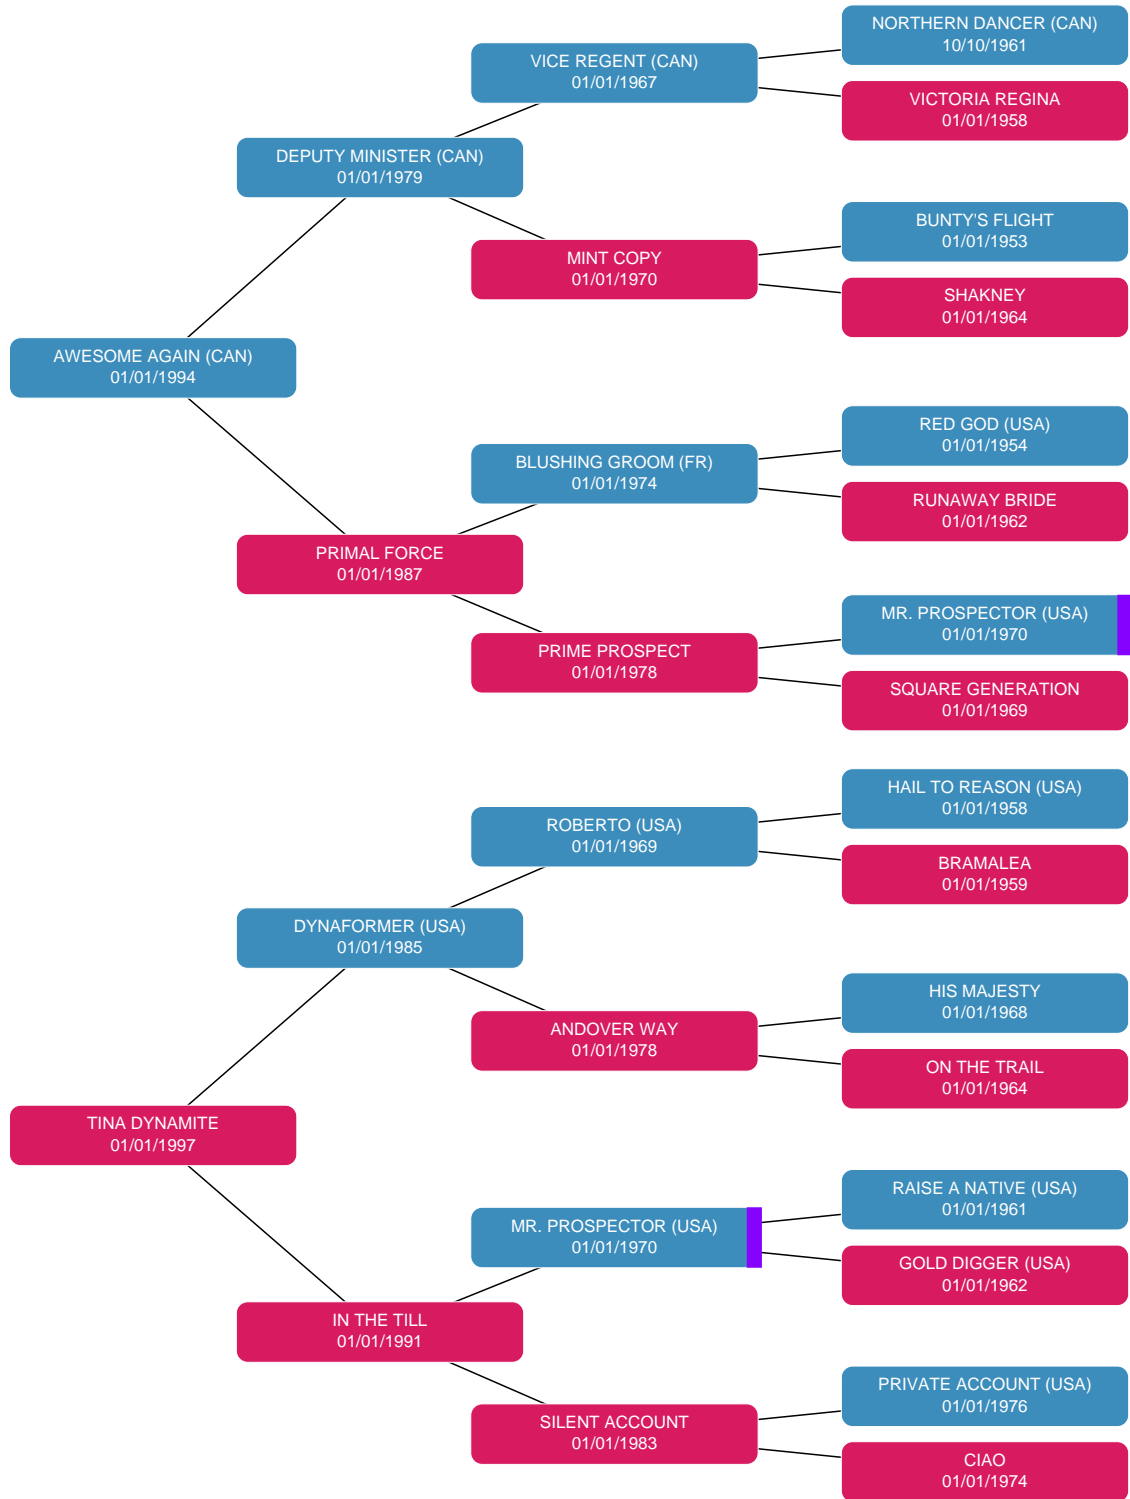 NORTHERN DANCER (CAN)
10/10/1961
VICE REGENT (CAN)
01/01/1967
VICTORIA REGINA
01/01/1958
DEPUTY MINISTER (CAN)
01/01/1979
BUNTY'S FLIGHT
01/01/1953
MINT COPY
01/01/1970
SHAKNEY
01/01/1964
AWESOME AGAIN (CAN)
01/01/1994
RED GOD (USA)
01/01/1954
BLUSHING GROOM (FR)
01/01/1974
RUNAWAY BRIDE
01/01/1962
PRIMAL FORCE
01/01/1987
MR. PROSPECTOR (USA)
01/01/1970
PRIME PROSPECT
01/01/1978
SQUARE GENERATION
01/01/1969
HAIL TO REASON (USA)
01/01/1958
ROBERTO (USA)
01/01/1969
BRAMALEA
01/01/1959
DYNAFORMER (USA)
01/01/1985
HIS MAJESTY
01/01/1968
ANDOVER WAY
01/01/1978
ON THE TRAIL
01/01/1964
TINA DYNAMITE
01/01/1997
RAISE A NATIVE (USA)
01/01/1961
MR. PROSPECTOR (USA)
01/01/1970
GOLD DIGGER (USA)
01/01/1962
IN THE TILL
01/01/1991
PRIVATE ACCOUNT (USA)
01/01/1976
SILENT ACCOUNT
01/01/1983
CIAO
01/01/1974